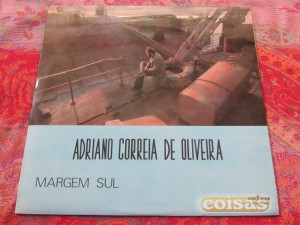 ADRIANO CORREIA DE OLIVEIRA
MARGEM SUL
coisas